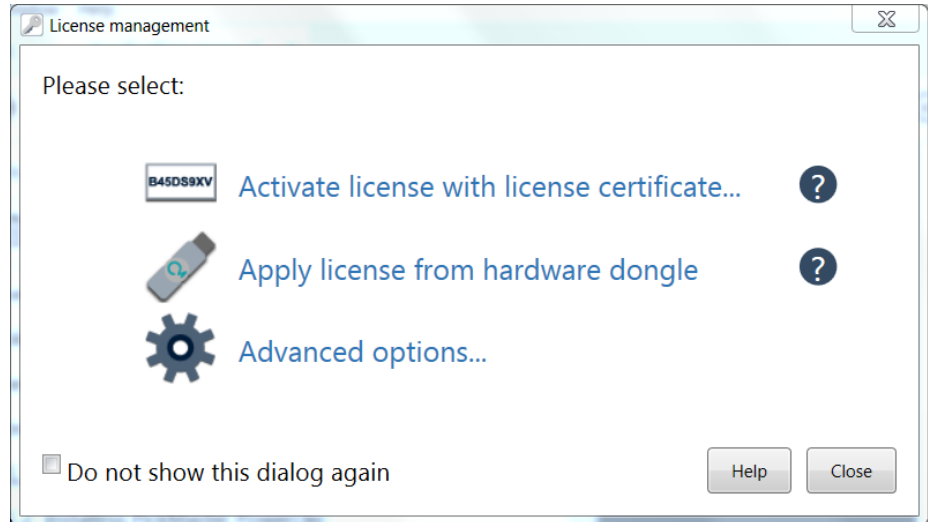 License management
Please select:
B45DS9XV
Activate license with license certificate...
?
Apply license from hardware dongle
?
Advanced options...
Do not show this dialog again
Help
Close